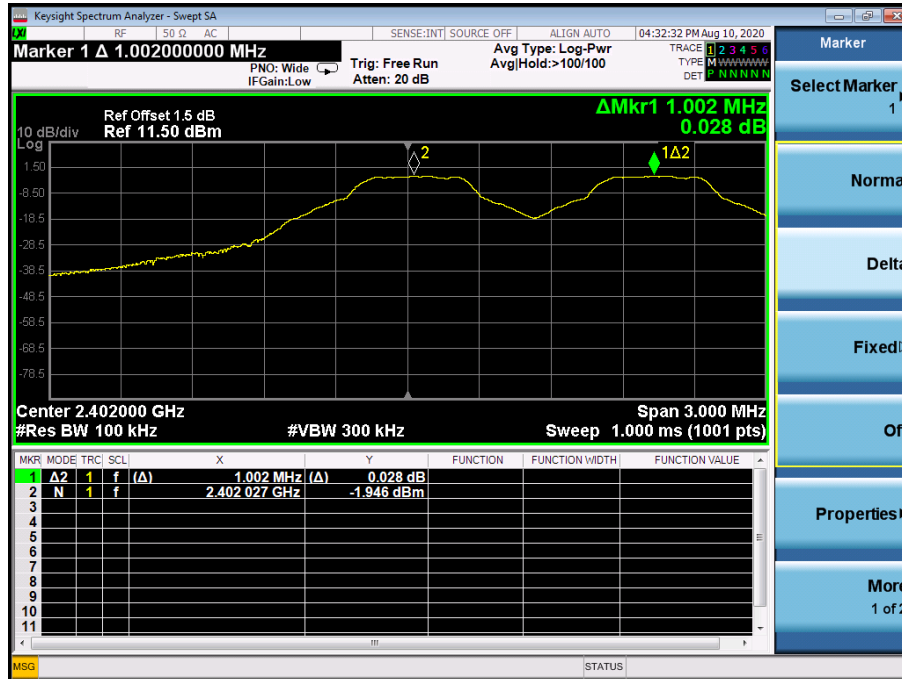 Keysight Spectrum Analyzer - Swept SA
LXI RF 50 Ω AC SENSE:INT SOURCE OFF ALIGN AUTO 04:32:32 PM Aug 10, 2020
Marker 1 Δ 1.002000000 MHz
PNO: Wide
IFGain:Low
Trig: Free Run
Atten: 20 dB
Avg Type: Log-Pwr
Avg|Hold:>100/100
TRACE 1 2 3 4 5 6
TYPE M WWWWW
DET P N N N N N
Ref Offset 1.5 dB
Ref 11.50 dBm
10 dB/div
Log
ΔMkr1 1.002 MHz
0.028 dB
2
1Δ2
1.50
-8.50
-18.5
-28.5
-38.5
-48.5
-58.5
-68.5
-78.5
Center 2.402000 GHz Span 3.000 MHz
#Res BW 100 kHz #VBW 300 kHz Sweep 1.000 ms (1001 pts)
MKR MODE TRC SCL X Y FUNCTION FUNCTION WIDTH FUNCTION VALUE
1 Δ2 1 f (Δ) 1.002 MHz (Δ) 0.028 dB
2 N 1 f 2.402 027 GHz -1.946 dBm
3
4
5
6
7
8
9
10
11
MSG STATUS
Marker
Select Marker
1
Norma
Delta
Fixed
Of
Properties
More
1 of 2